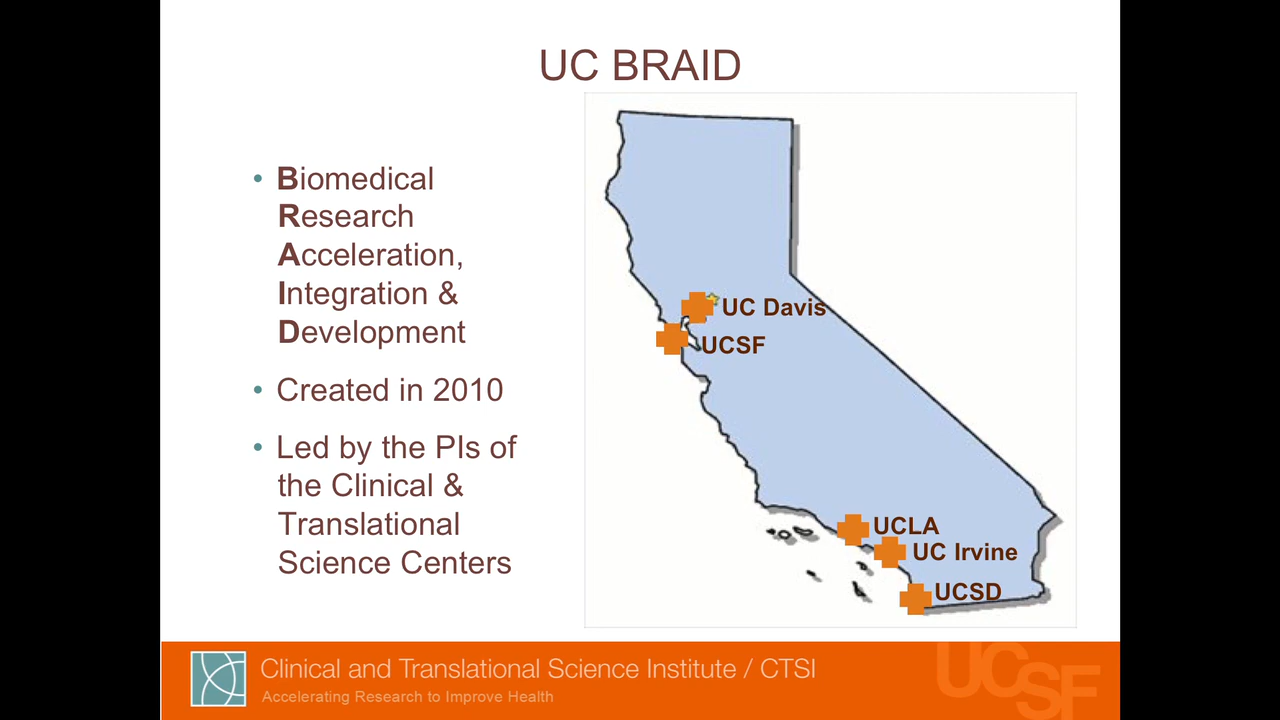 UC BRAID
• Biomedical
Research
Acceleration,
Integration &
Development
• Created in 2010
• Led by the PIs of
the Clinical &
Translational
Science Centers
UC Davis
UCSF
UCLA
UC Irvine
UCSD
Clinical and Translational Science Institute / CTSI
Accelerating Research to Improve Health
UCSF